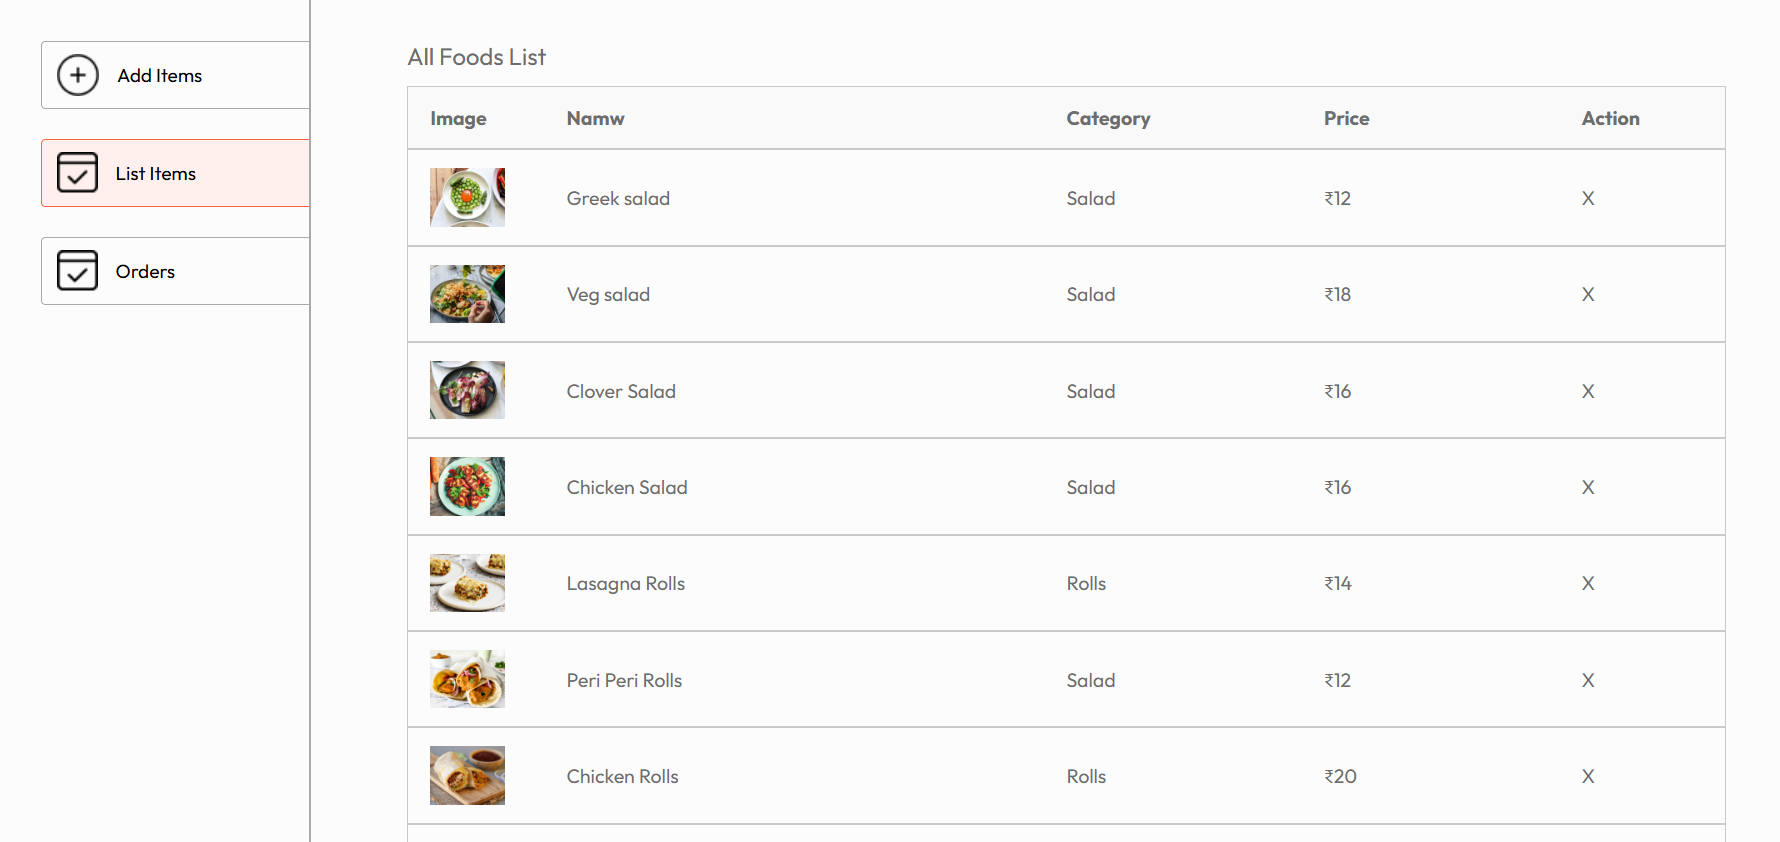 Add Items
List Items
Orders
All Foods List
Image Namw Category Price Action
Greek salad Salad ₹12 X
Veg salad Salad ₹18 X
Clover Salad Salad ₹16 X
Chicken Salad Salad ₹16 X
Lasagna Rolls Rolls ₹14 X
Peri Peri Rolls Salad ₹12 X
Chicken Rolls Rolls ₹20 X